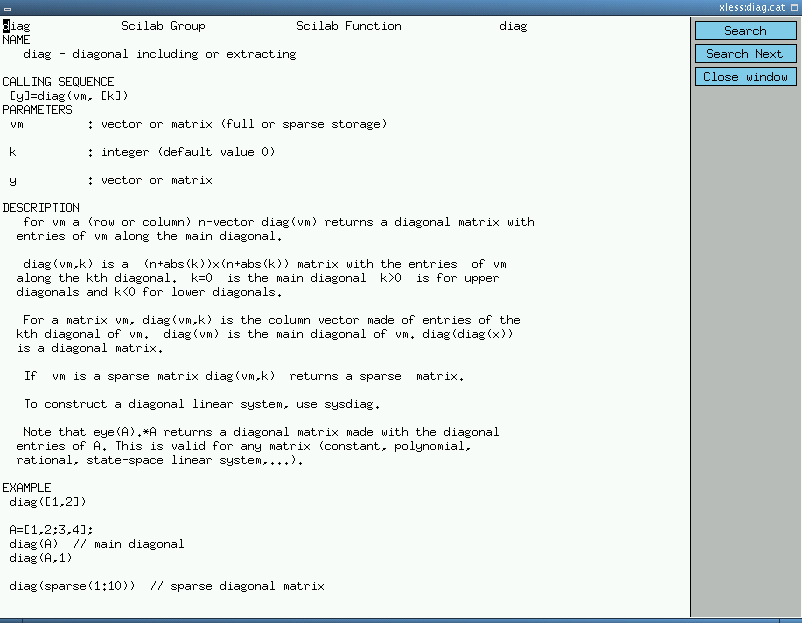 xless:diag.cat
diag Scilab Group Scilab Function diag
NAME
diag - diagonal including or extracting
CALLING SEQUENCE
[y]=diag(vm, [k])
PARAMETERS
vm : vector or matrix (full or sparse storage)
k : integer (default value 0)
y : vector or matrix
DESCRIPTION
for vm a (row or column) n-vector diag(vm) returns a diagonal matrix with
entries of vm along the main diagonal.
diag(vm,k) is a (n+abs(k))x(n+abs(k)) matrix with the entries of vm
along the kth diagonal. k=0 is the main diagonal k>0 is for upper
diagonals and k<0 for lower diagonals.
For a matrix vm, diag(vm,k) is the column vector made of entries of the
kth diagonal of vm. diag(vm) is the main diagonal of vm. diag(diag(x))
is a diagonal matrix.
If vm is a sparse matrix diag(vm,k) returns a sparse matrix.
To construct a diagonal linear system, use sysdiag.
Note that eye(A).*A returns a diagonal matrix made with the diagonal
entries of A. This is valid for any matrix (constant, polynomial,
rational, state-space linear system,...).
EXAMPLE
diag([1,2])
A=[1,2;3,4];
diag(A) // main diagonal
diag(A,1)
diag(sparse(1:10)) // sparse diagonal matrix
Search
Search Next
Close window